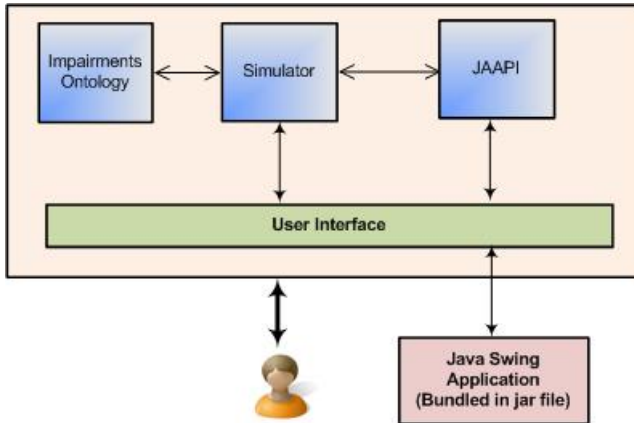 Impairments
Ontology
Simulator
JAAPI
User Interface
Java Swing
Application
(Bundled in jar file)